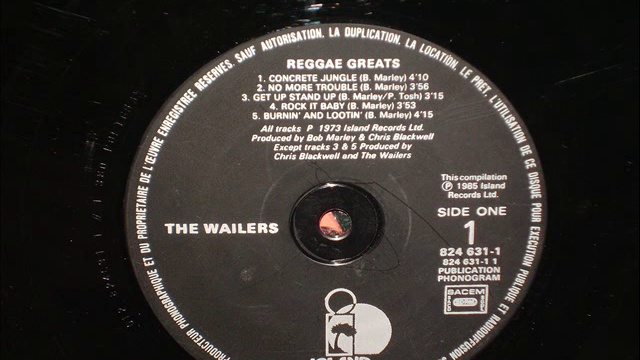 PRODUCTEUR PHONOGRAPHIQUE ET DU PROPRIETAIRE DE L'ŒUVRE ENREGISTREE RESERVES. SAUF AUTORISATION, LA DUPLICATION, LA LOCATION, LE PRET, L'UTILISATION DE CE DISQUE POUR EXECUTION PUBLIQUE ET RADIODIFFUSION
REGGAE GREATS
1. CONCRETE JUNGLE (B. Marley) 4'10
2. NO MORE TROUBLE (B. Marley) 3'56
3. GET UP STAND UP (B. Marley/P. Tosh) 3'15
4. ROCK IT BABY (B. Marley) 3'53
5. BURNIN' AND LOOTIN' (B. Marley) 4'15
All tracks P 1973 Island Records Ltd.
Produced by Bob Marley & Chris Blackwell
Except tracks 3 & 5 Produced by
Chris Blackwell and The Wailers
This compilation
℗ 1985 Island
Records Ltd.
THE WAILERS
SIDE ONE
1
824 631-1
824 631-1 1
PUBLICATION
PHONOGRAM
SACEM
ISLAND